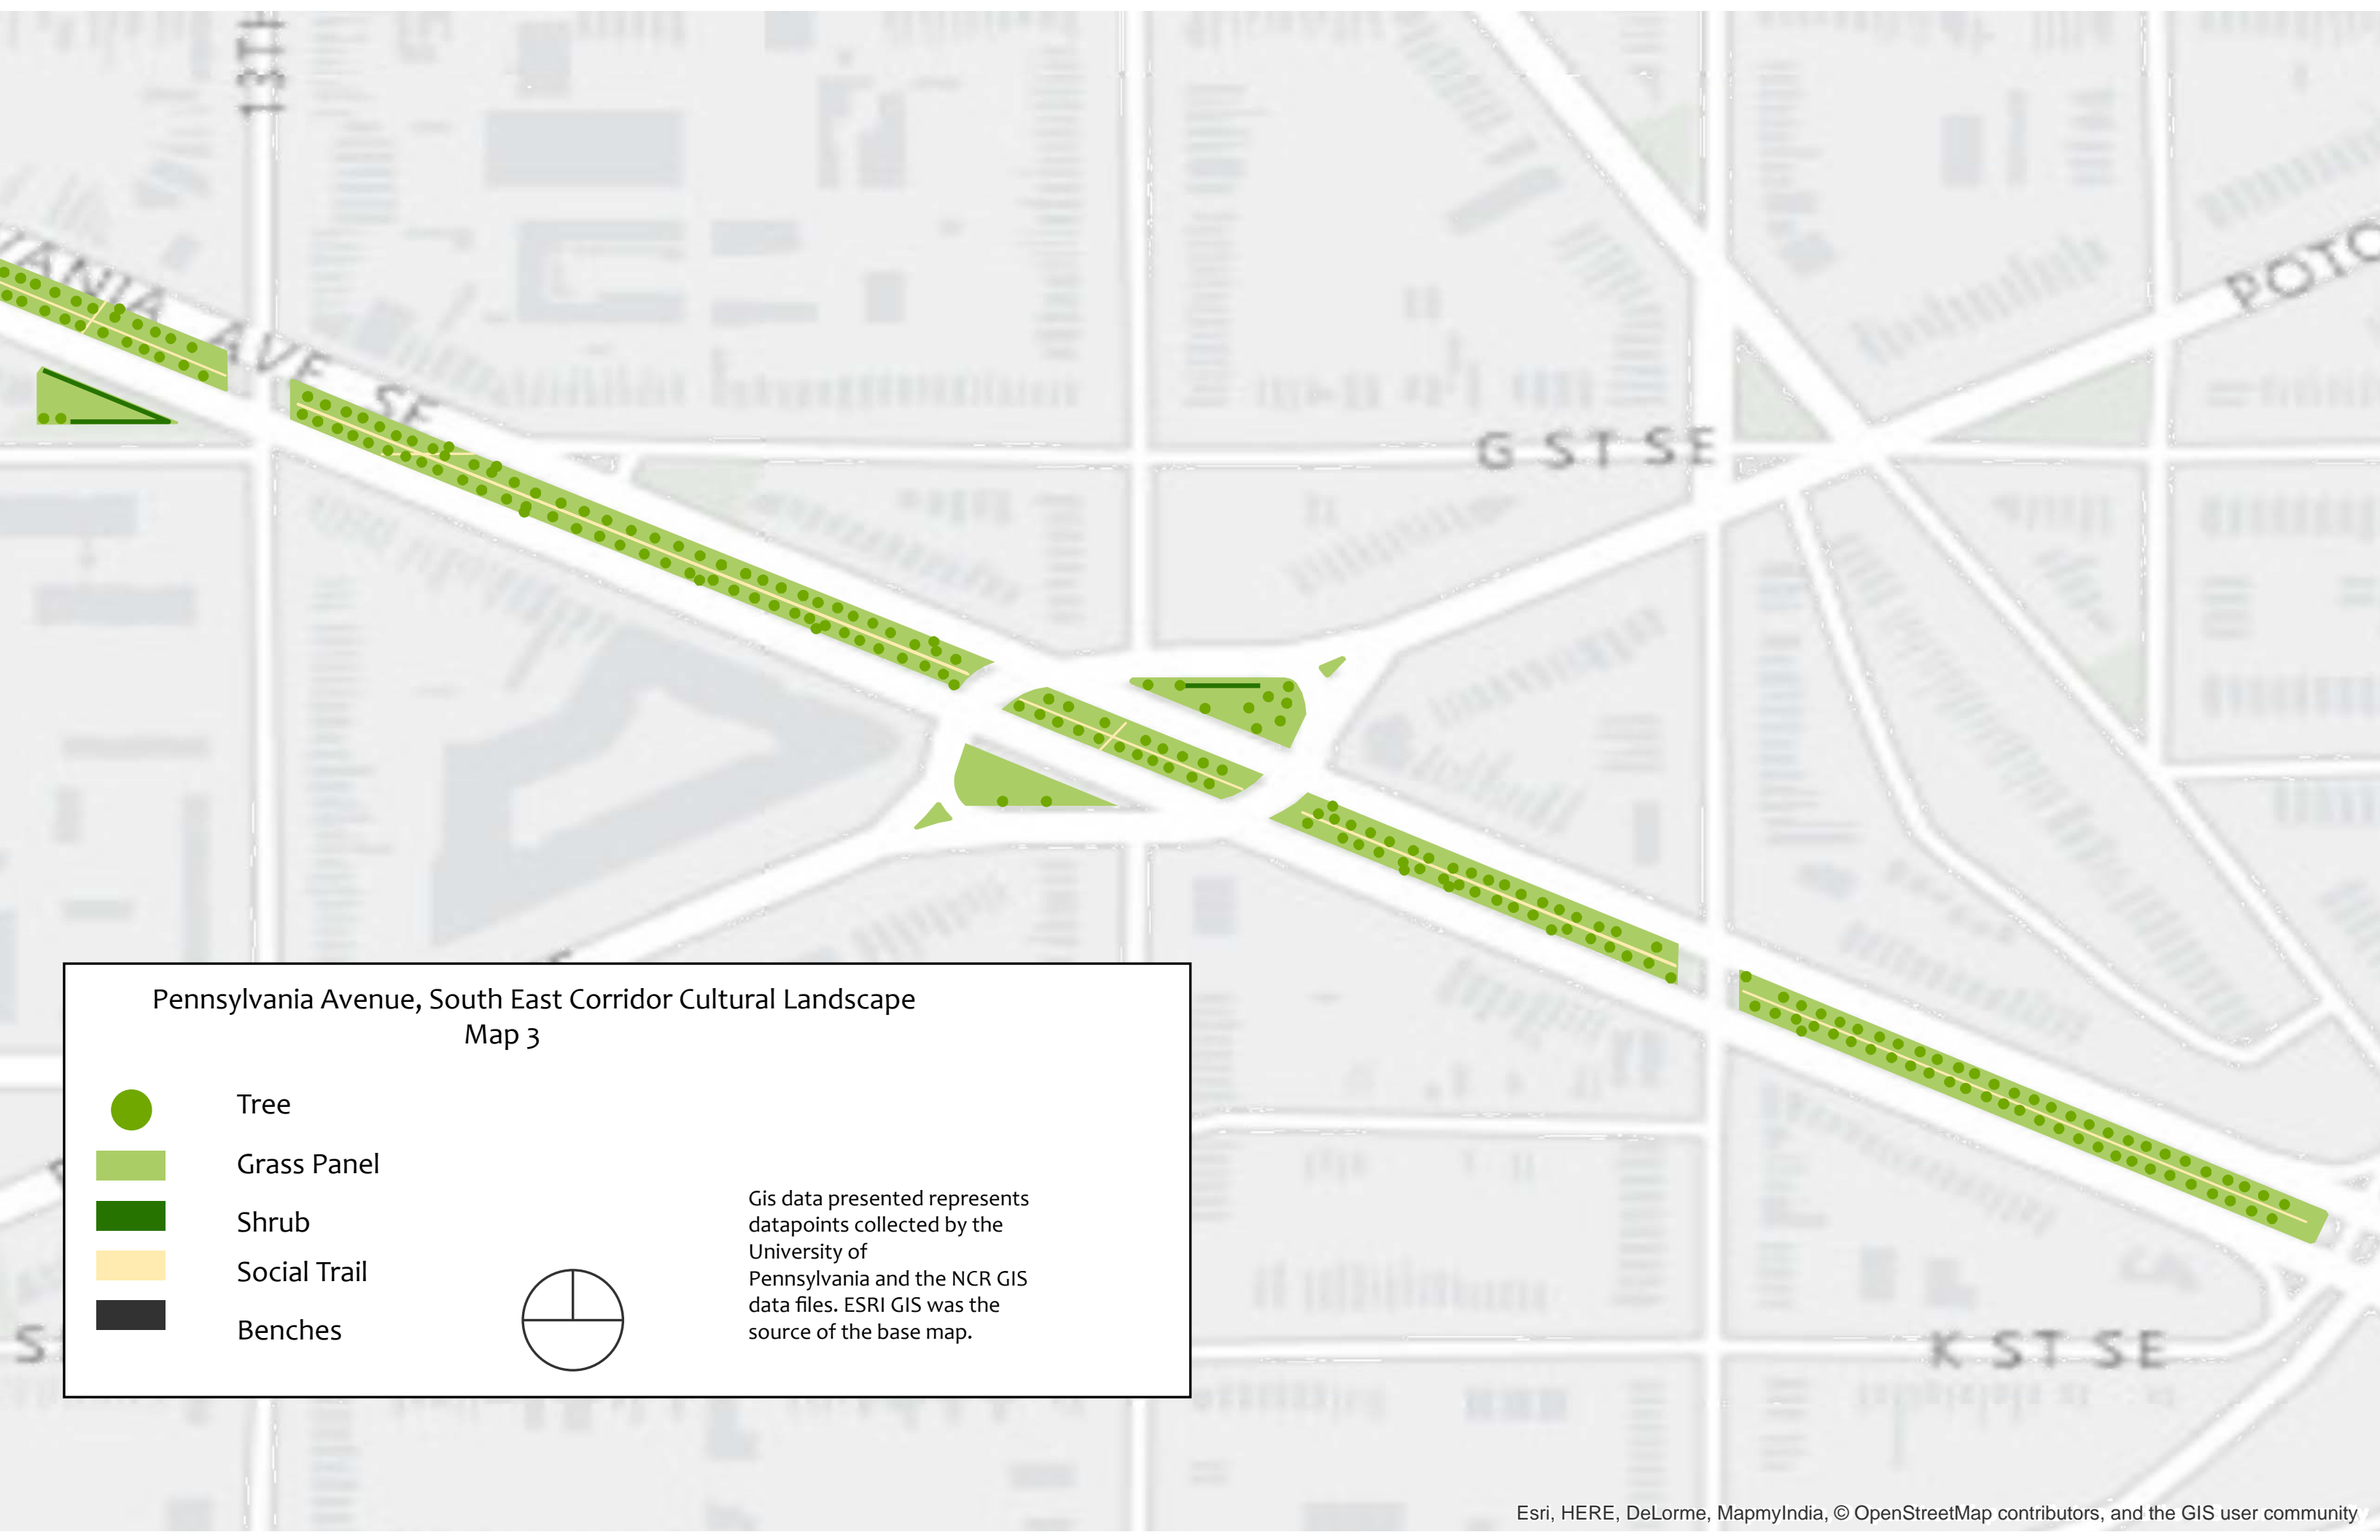 13TH
VANIA AVE SE
POTO
G ST SE
Pennsylvania Avenue, South East Corridor Cultural Landscape
Map 3
Tree
Grass Panel
Shrub
Social Trail
Benches
Gis data presented represents
datapoints collected by the
University of
Pennsylvania and the NCR GIS
data files. ESRI GIS was the
source of the base map.
K ST SE
Esri, HERE, DeLorme, MapmyIndia, © OpenStreetMap contributors, and the GIS user community